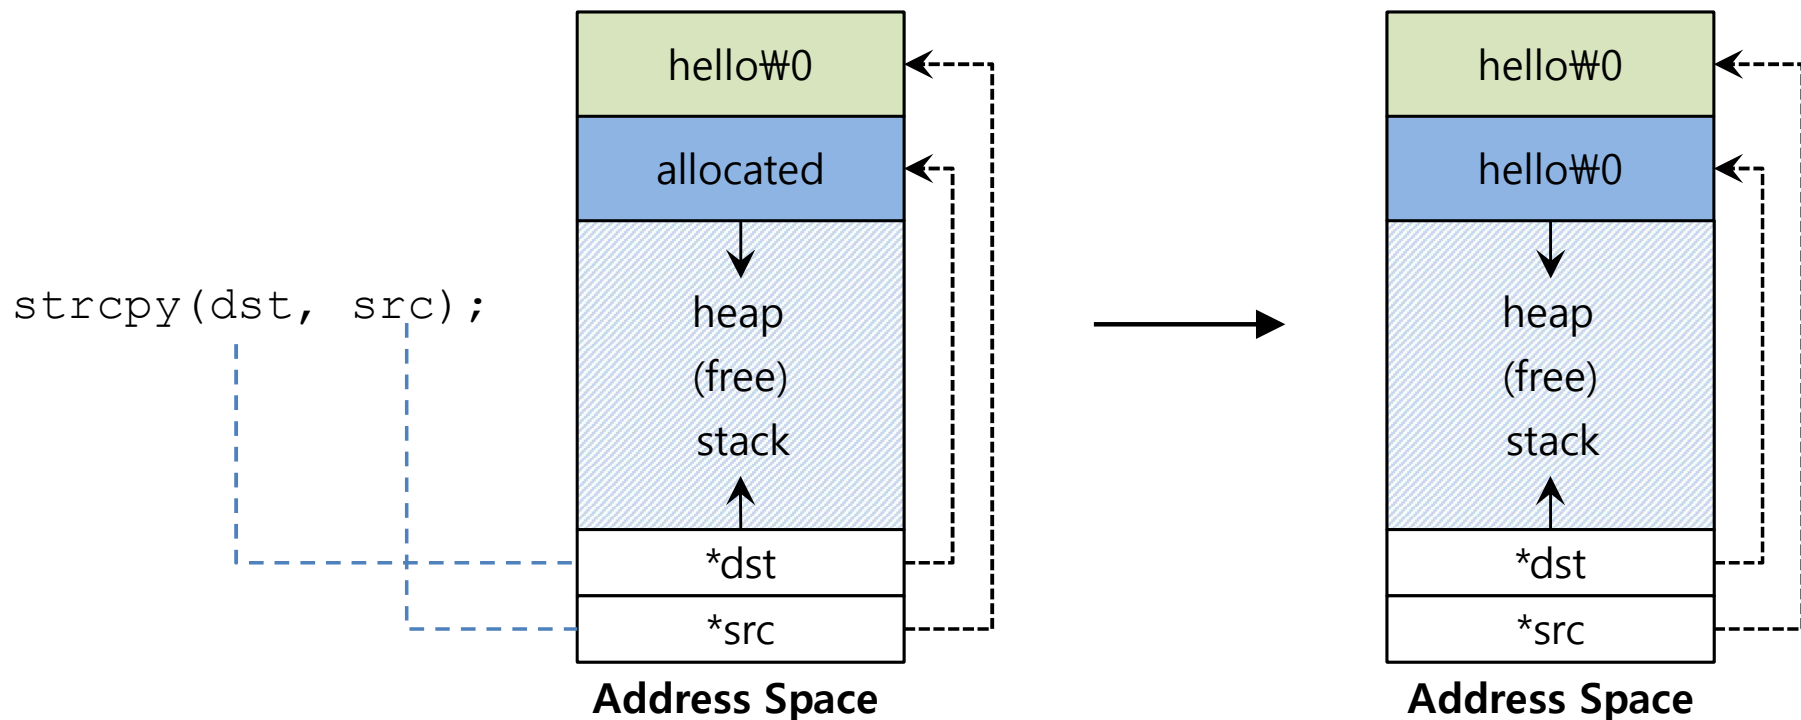 strcpy(dst, src);
hello₩0
allocated
heap
(free)
stack
*dst
*src
Address Space
hello₩0
hello₩0
heap
(free)
stack
*dst
*src
Address Space